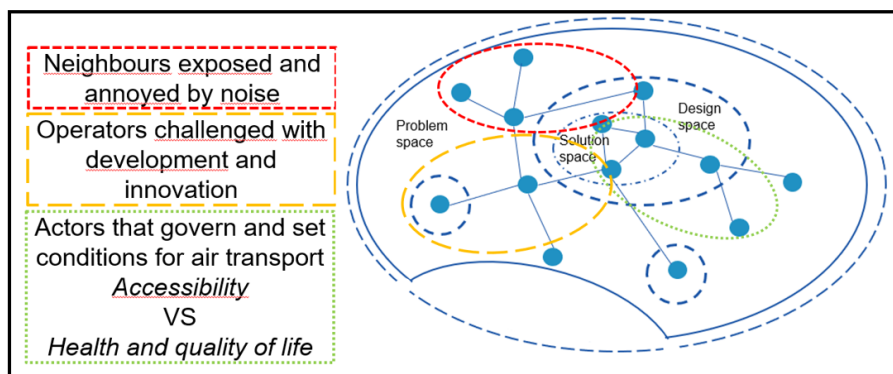 Neighbours exposed and
annoyed by noise
Operators challenged with
development and
innovation
Actors that govern and set
conditions for air transport
Accessibility
VS
Health and quality of life
Problem
space
Solution
space
Design
space